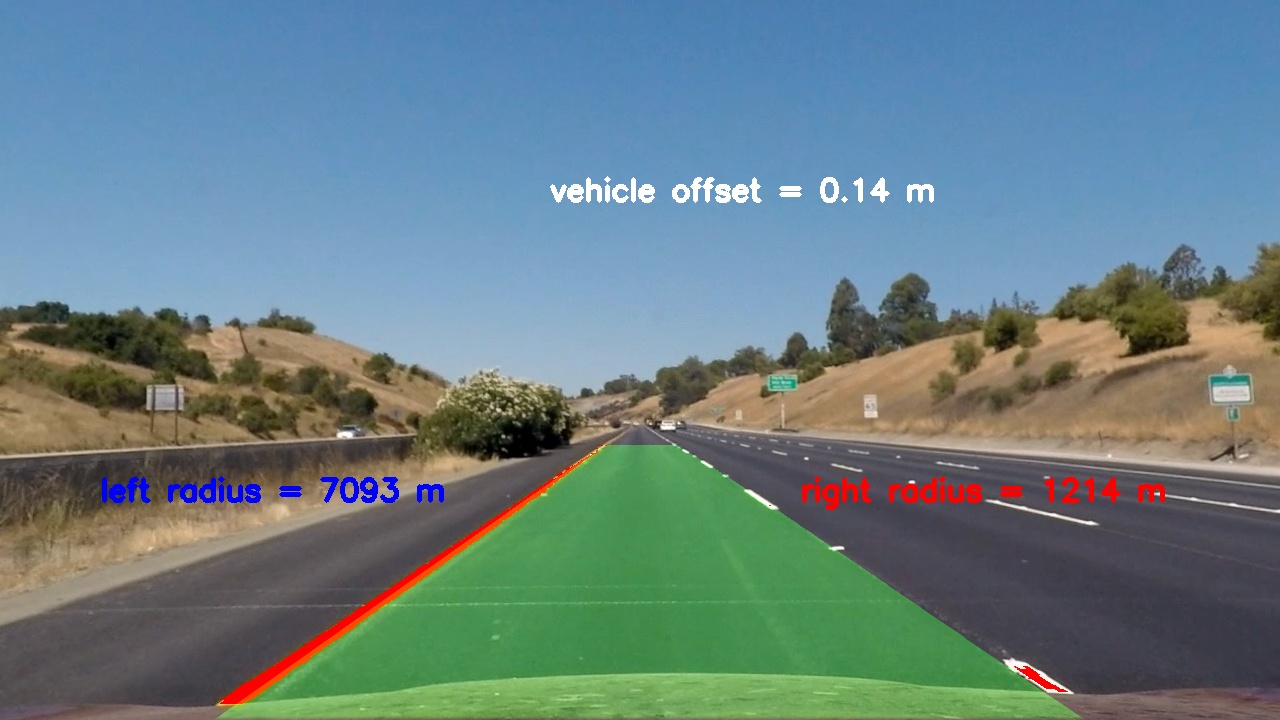 vehicle offset = 0.14 m
left radius = 7093 m
right radius = 1214 m